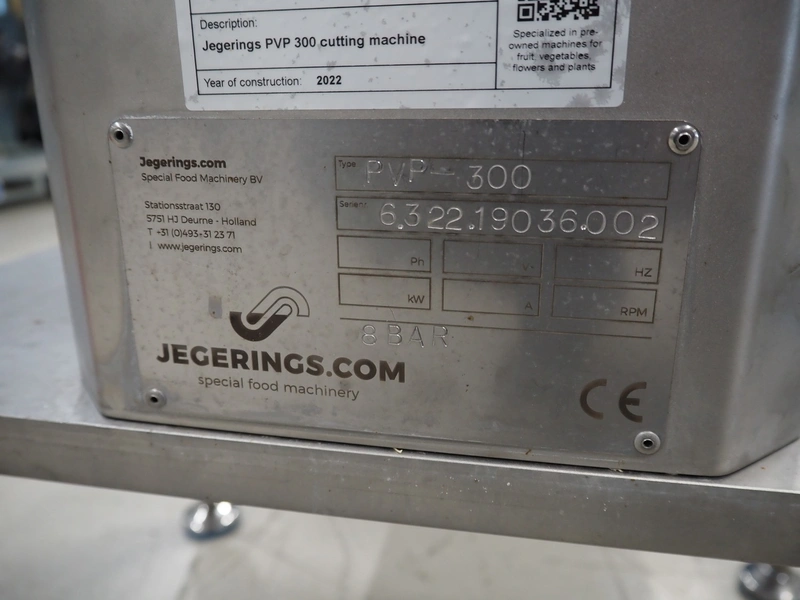 Description:
Jegerings PVP 300 cutting machine
Year of construction: 2022
Specialized in pre-
owned machines for
fruit, vegetables,
flowers and plants
Jegerings.com
Special Food Machinery BV
Stationsstraat 130
5751 HJ Deurne - Holland
T +31 (0)493-31 23 71
I www.jegerings.com
Type PVP-300
Serienr. 6.322.19036.002
Ph V~ HZ
kW A RPM
8 BAR
JEGERINGS.COM
special food machinery
CE